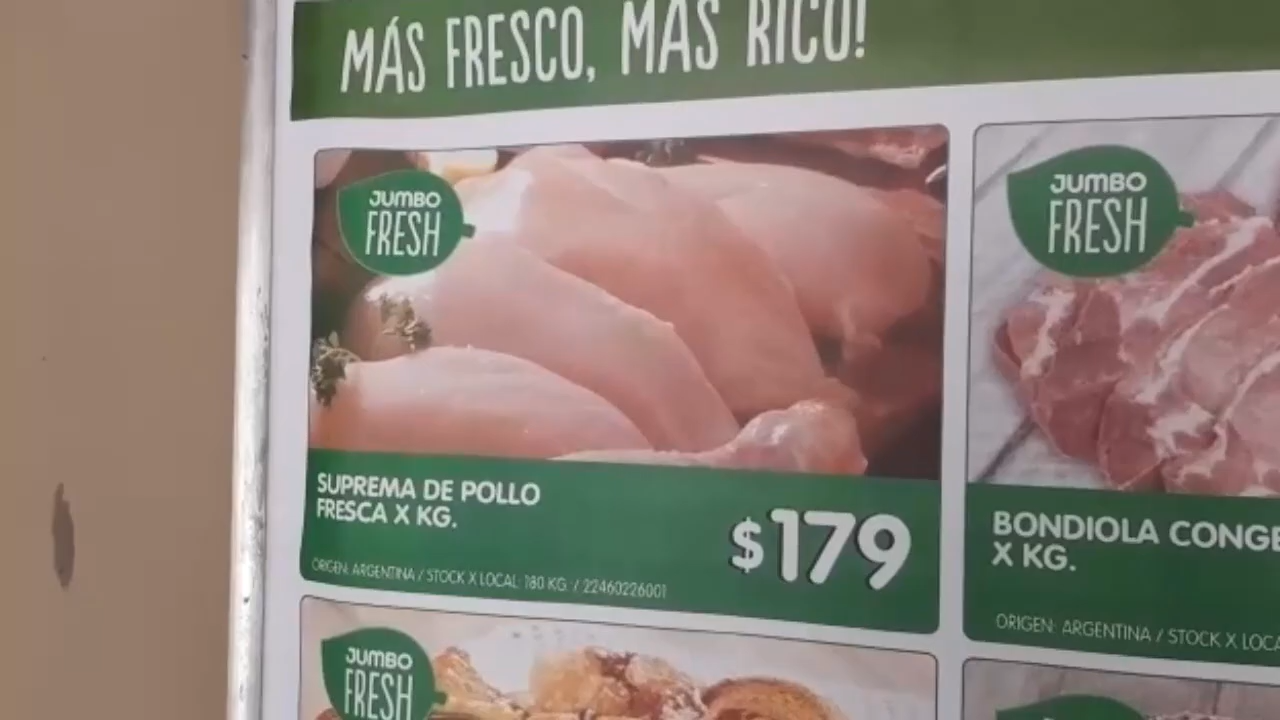 MÁS FRESCO, MÁS RICO!
JUMBO
FRESH
SUPREMA DE POLLO
FRESCA X KG.
$179
ORIGEN: ARGENTINA / STOCK X LOCAL: 180 KG. / 22460226001
JUMBO
FRESH
BONDIOLA CONGE
X KG.
ORIGEN: ARGENTINA / STOCK X LOCA
JUMBO
FRESH